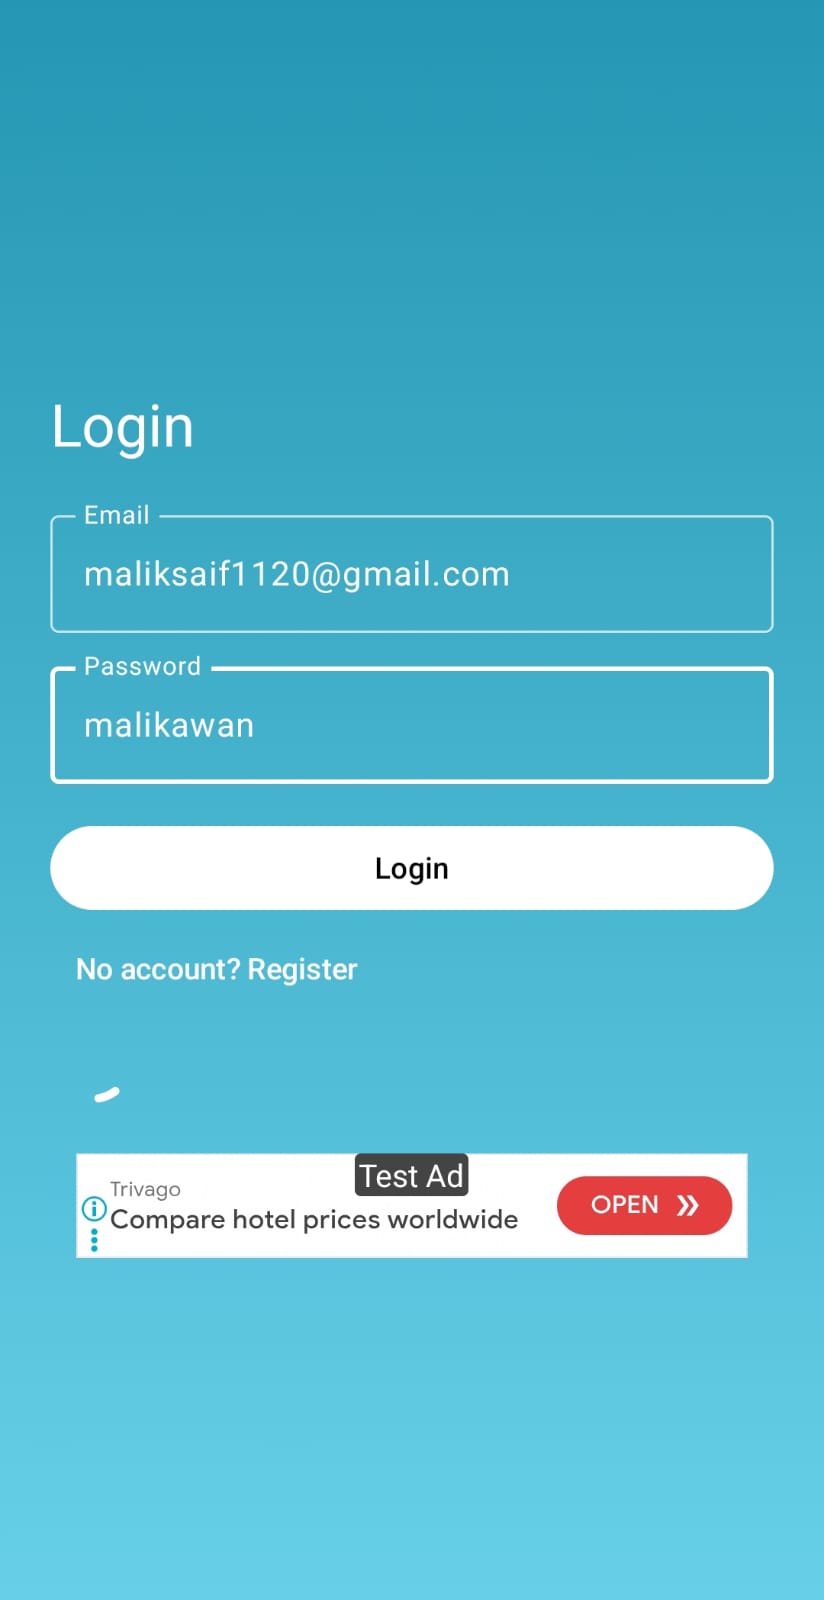 Login
Email
maliksaif1120@gmail.com
Password
malikawan
Login
No account? Register
Test Ad
Trivago
Compare hotel prices worldwide
OPEN